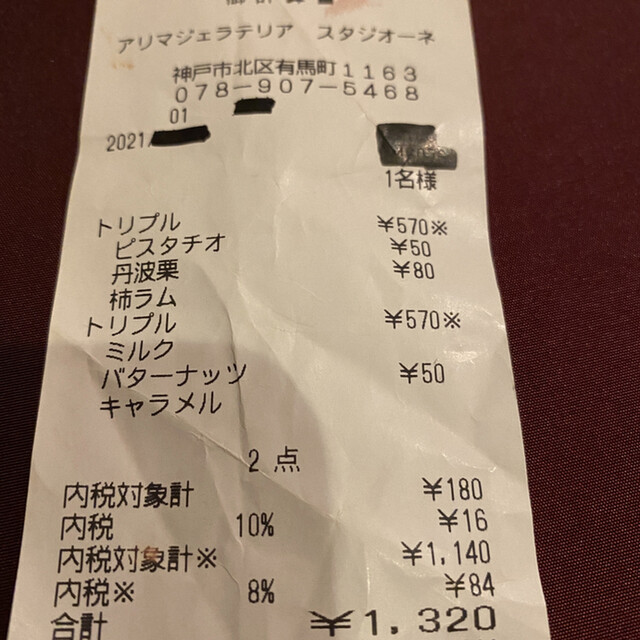 御計算書
アリマジェラテリア スタジオーネ
神戸市北区有馬町1163
078-907-5468
01
2021/
1名様
トリプル ¥570※
ピスタチオ ¥50
丹波栗 ¥80
柿ラム
トリプル ¥570※
ミルク
バターナッツ ¥50
キャラメル
2点
内税対象計 ¥180
内税 10% ¥16
内税対象計※ ¥1,140
内税※ 8% ¥84
合計 ¥1,320